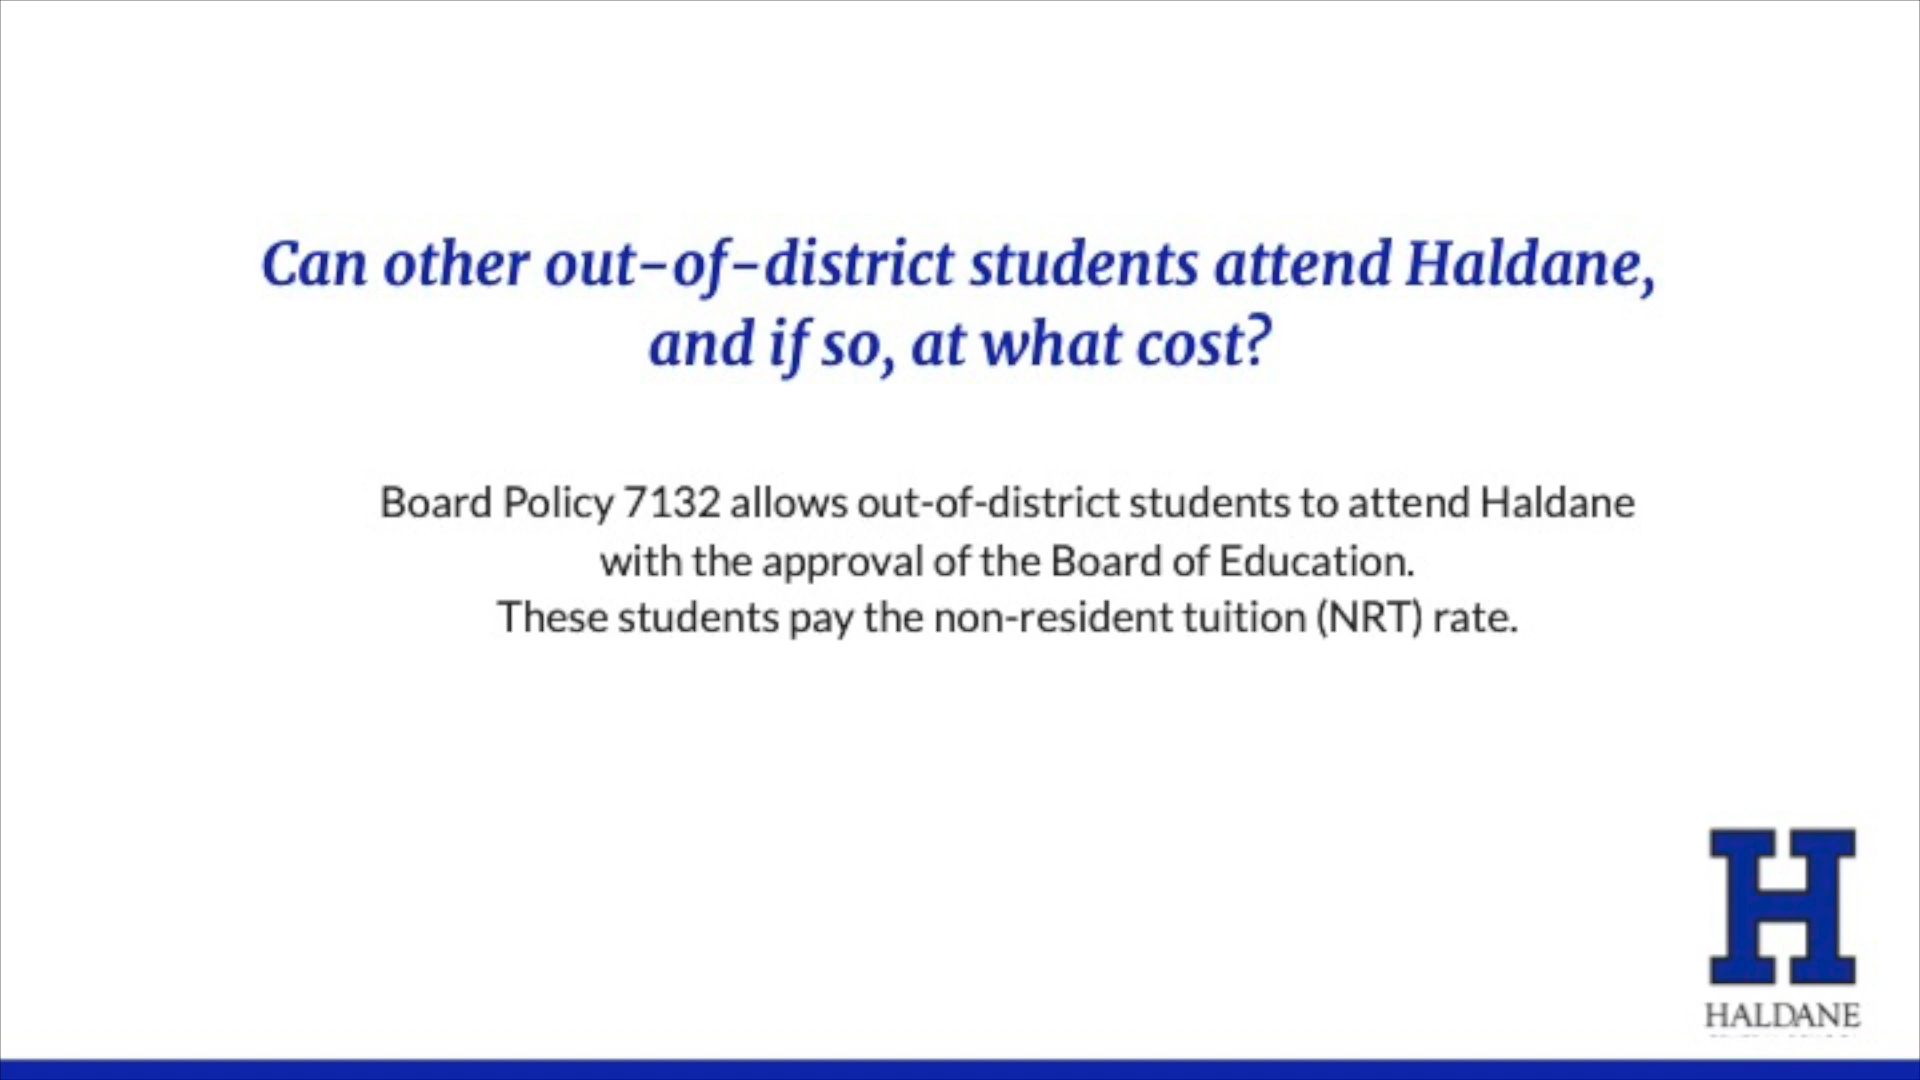 Can other out-of-district students attend Haldane,
and if so, at what cost?
Board Policy 7132 allows out-of-district students to attend Haldane
with the approval of the Board of Education.
These students pay the non-resident tuition (NRT) rate.
H
HALDANE